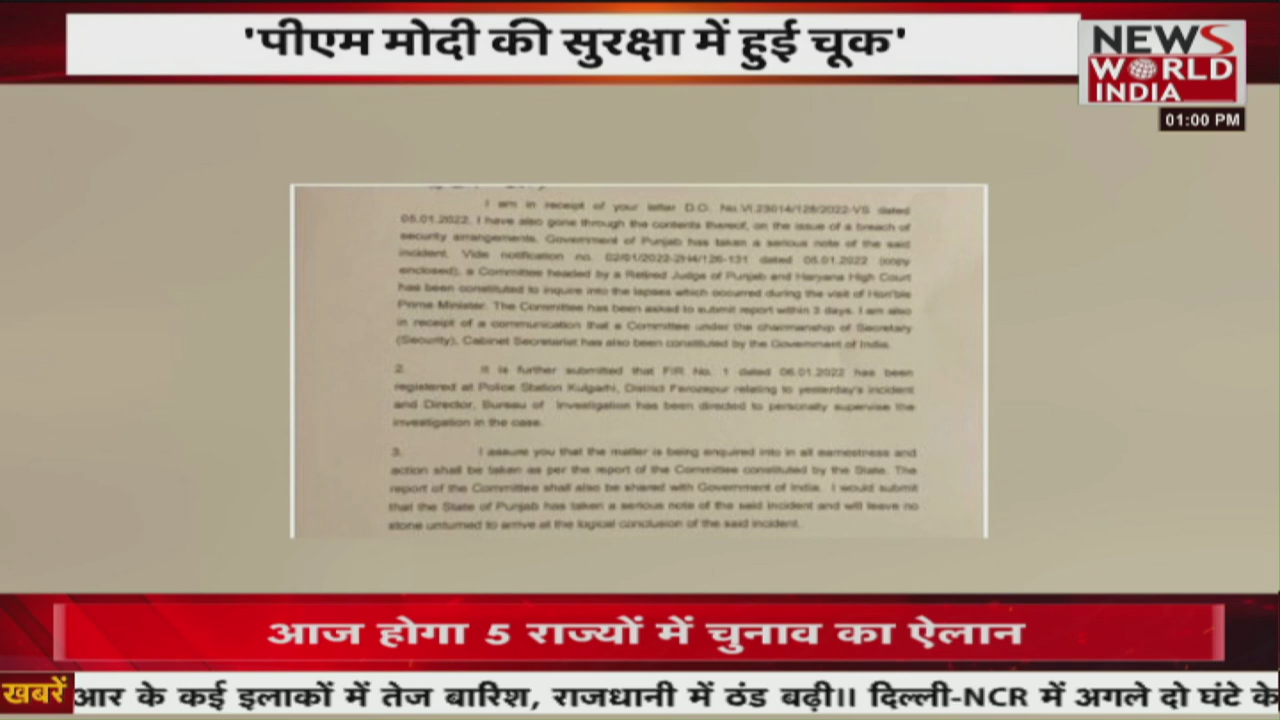 'पीएम मोदी की सुरक्षा में हुई चूक'
NEWS
WORLD
INDIA
01:00 PM
I am in receipt of your letter D.O. No.VI.23014/128/2022-VS dated
05.01.2022. I have also gone through the contents thereof, on the issue of a breach of
security arrangements. Government of Punjab has taken a serious note of the said
incident. Vide notification no. 02/01/2022-2H4/126-131 dated 05.01.2022 (copy
enclosed), a Committee headed by a Retired Judge of Punjab and Haryana High Court
has been constituted to inquire into the lapses which occurred during the visit of Hon'ble
Prime Minister. The Committee has been asked to submit report within 3 days. I am also
in receipt of a communication that a Committee under the chairmanship of Secretary
(Security), Cabinet Secretariat has also been constituted by the Government of India.
2. It is further submitted that FIR No. 1 dated 06.01.2022 has been
registered at Police Station Kulgarhi, District Ferozepur relating to yesterday's incident
and Director, Bureau of Investigation has been directed to personally supervise the
investigation in the case.
3. I assure you that the matter is being enquired into in all earnestness and
action shall be taken as per the report of the Committee constituted by the State. The
report of the Committee shall also be shared with Government of India. I would submit
that the State of Punjab has taken a serious note of the said incident and will leave no
stone unturned to arrive at the logical conclusion of the said incident.
आज होगा 5 राज्यों में चुनाव का ऐलान
खबरें आर के कई इलाकों में तेज बारिश, राजधानी में ठंड बढ़ी।। दिल्ली-NCR में अगले दो घंटे के